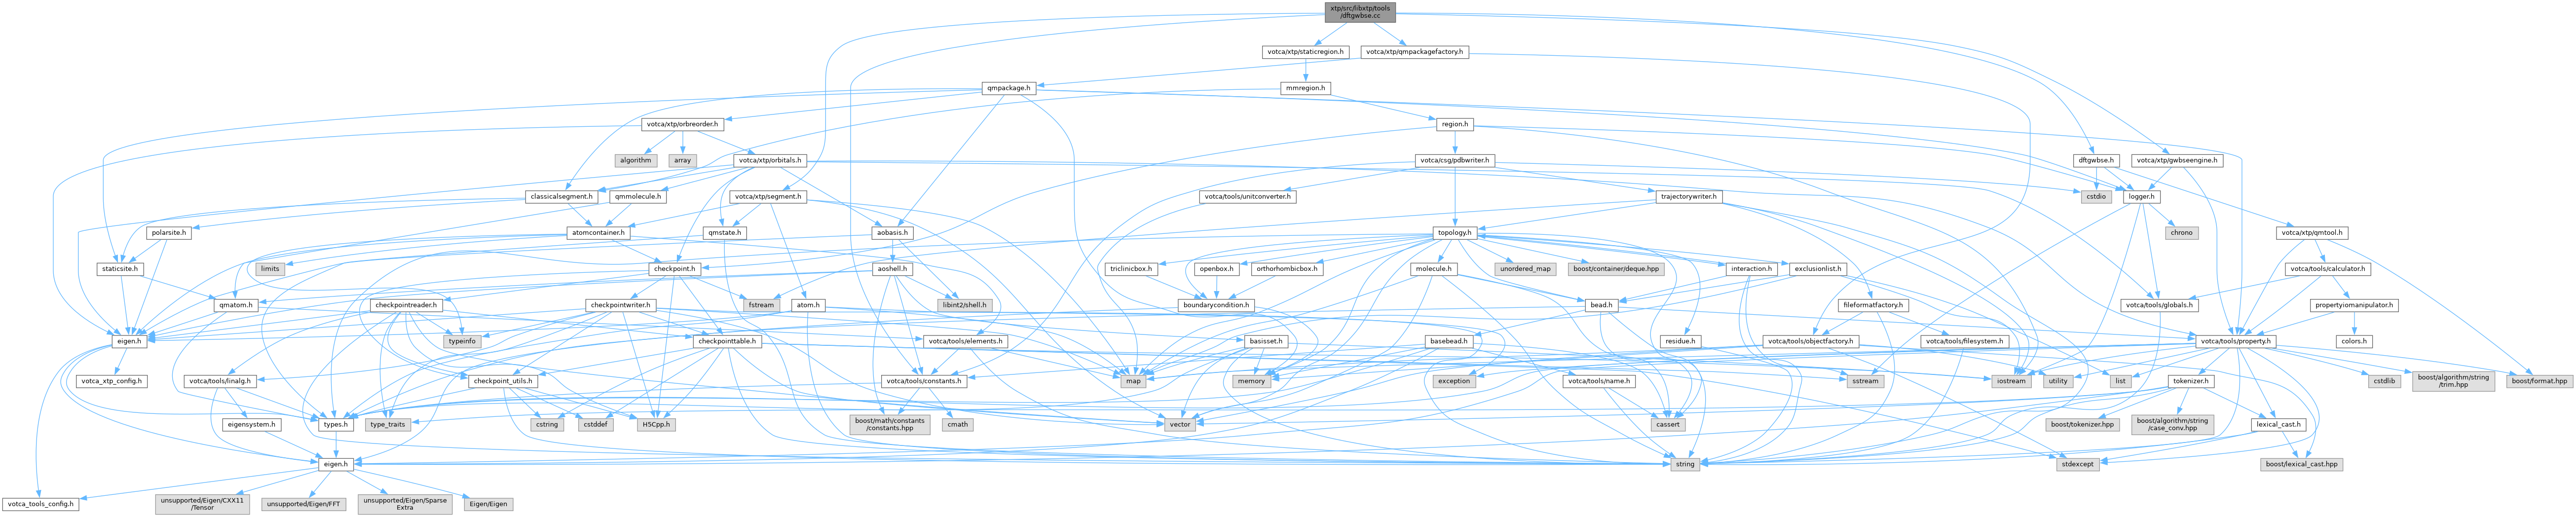 xtp/src/libxtp/tools
/dftgwbse.cc
votca/xtp/staticregion.h
votca/xtp/qmpackagefactory.h
qmpackage.h
mmregion.h
votca/xtp/orbreorder.h
region.h
algorithm
array
votca/xtp/orbitals.h
votca/csg/pdbwriter.h
dftgwbse.h
votca/xtp/gwbseengine.h
classicalsegment.h
qmmolecule.h
votca/xtp/segment.h
votca/tools/unitconverter.h
trajectorywriter.h
cstdio
logger.h
polarsite.h
atomcontainer.h
qmstate.h
aobasis.h
topology.h
chrono
votca/xtp/qmtool.h
staticsite.h
limits
checkpoint.h
aoshell.h
triclinicbox.h
openbox.h
orthorhombicbox.h
molecule.h
unordered_map
boost/container/deque.hpp
interaction.h
exclusionlist.h
votca/tools/calculator.h
qmatom.h
checkpointreader.h
checkpointwriter.h
fstream
atom.h
libint2/shell.h
boundarycondition.h
bead.h
fileformatfactory.h
votca/tools/globals.h
propertyiomanipulator.h
eigen.h
typeinfo
checkpointtable.h
votca/tools/elements.h
basisset.h
basebead.h
residue.h
votca/tools/objectfactory.h
votca/tools/filesystem.h
votca/tools/property.h
colors.h
votca_xtp_config.h
votca/tools/linalg.h
checkpoint_utils.h
votca/tools/constants.h
map
memory
exception
votca/tools/name.h
sstream
iostream
utility
list
tokenizer.h
cstdlib
boost/algorithm/string
/trim.hpp
boost/format.hpp
eigensystem.h
types.h
type_traits
cstring
cstddef
H5Cpp.h
boost/math/constants
/constants.hpp
cmath
vector
cassert
boost/tokenizer.hpp
boost/algorithm/string
/case_conv.hpp
lexical_cast.h
eigen.h
string
stdexcept
boost/lexical_cast.hpp
votca_tools_config.h
unsupported/Eigen/CXX11
/Tensor
unsupported/Eigen/FFT
unsupported/Eigen/Sparse
Extra
Eigen/Eigen